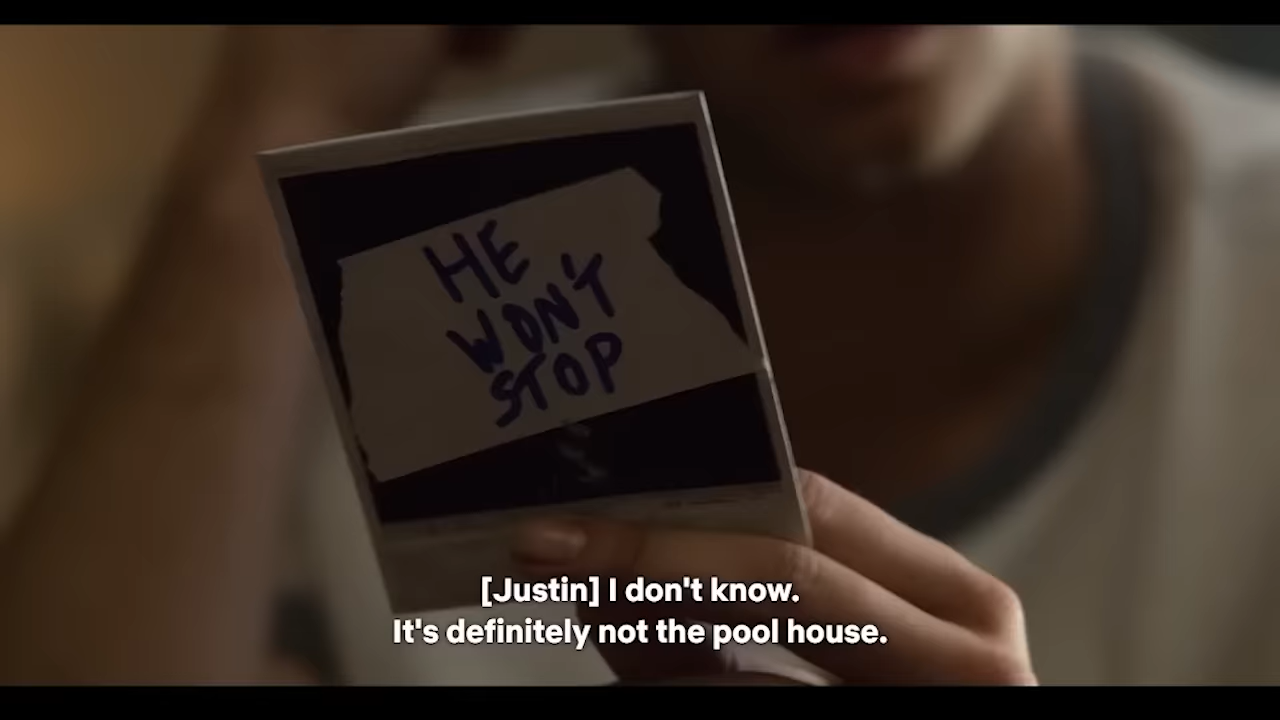 HE
WON'T
STOP
[Justin] I don't know.
It's definitely not the pool house.